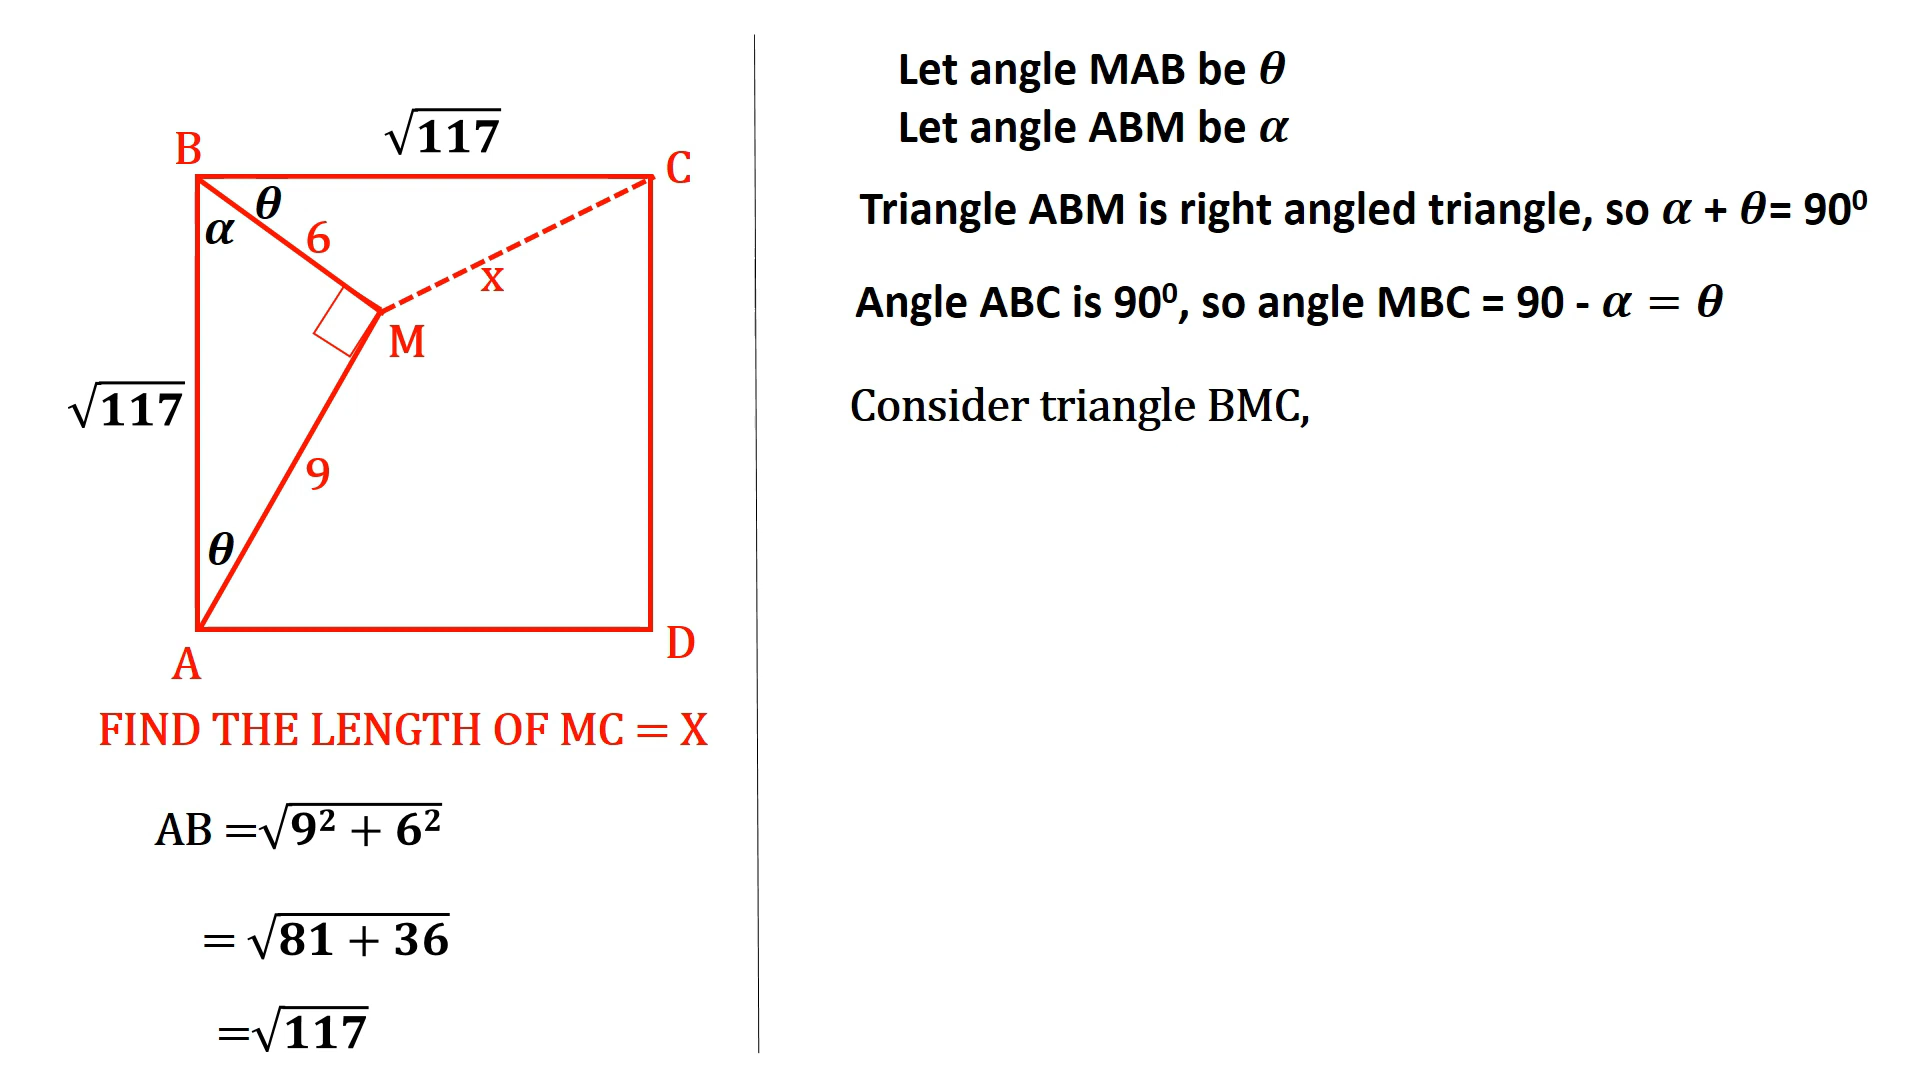 √117
B
C
θ
α
6
x
M
√117
9
θ
A
D
FIND THE LENGTH OF MC = X
AB =√9² + 6²
= √81 + 36
=√117
Let angle MAB be θ
Let angle ABM be α
Triangle ABM is right angled triangle, so α + θ= 90⁰
Angle ABC is 90⁰, so angle MBC = 90 - α = θ
Consider triangle BMC,